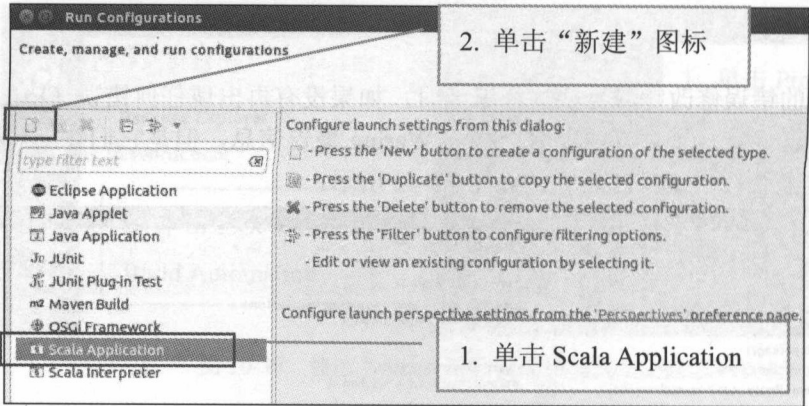 Run Configurations
Create, manage, and run configurations
2. 单击“新建”图标
type filter text
Eclipse Application
Java Applet
Java Application
JUnit
JUnit Plug-in Test
m2 Maven Build
OSGi Framework
Scala Application
Scala Interpreter
Configure launch settings from this dialog:
- Press the 'New' button to create a configuration of the selected type.
- Press the 'Duplicate' button to copy the selected configuration.
- Press the 'Delete' button to remove the selected configuration.
- Press the 'Filter' button to configure filtering options.
- Edit or view an existing configuration by selecting it.
Configure launch perspective settings from the 'Perspectives' preference page.
1. 单击 Scala Application